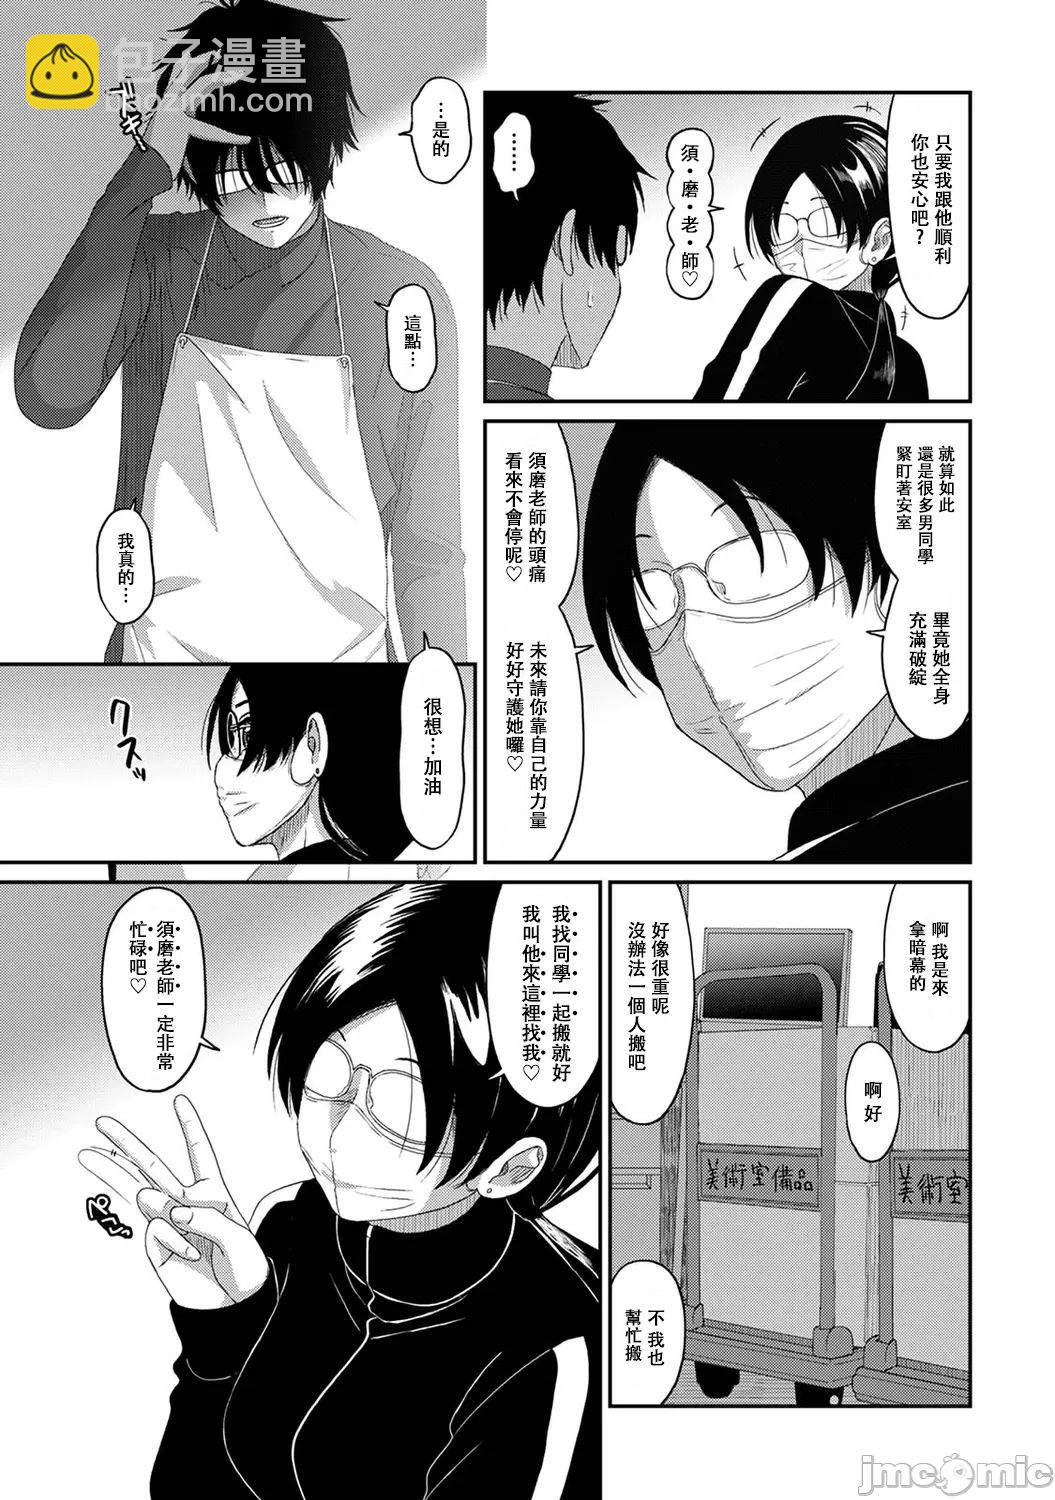 包子漫畫
baozimh.com
只要我跟他順利
你也安心吧?
須・磨・老・師♡
………
就算如此
還是很多男同學
緊盯著安室
畢竟她全身
充滿破綻
須磨老師的頭痛
看來不會停呢♡
未來請你靠自己的力量
好好守護她囉♡
…是的
這點…
我真的…
很想…加油
クスッ
啊 我是來
拿暗幕的
啊好
好像很重呢
沒辦法一個人搬吧
不 我也
幫忙搬
美術室備品
美術室
我找同學一起搬就好
我叫他來這裡找我♡
須磨老師一定非常
忙碌吧♡
ペこっ
jmcomic